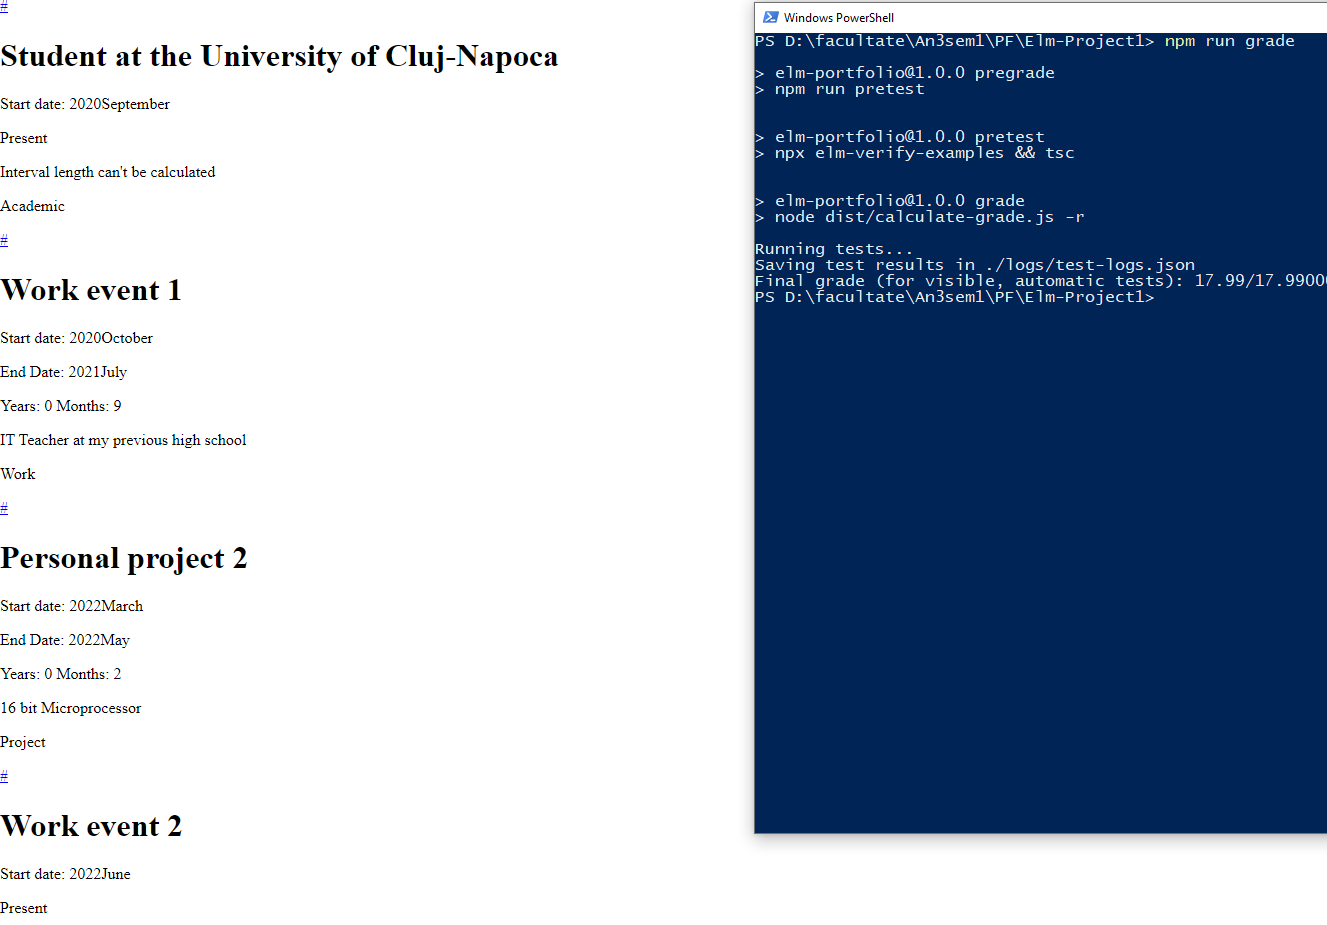 #
Student at the University of Cluj-Napoca
Start date: 2020September
Present
Interval length can't be calculated
Academic
#
Work event 1
Start date: 2020October
End Date: 2021July
Years: 0 Months: 9
IT Teacher at my previous high school
Work
#
Personal project 2
Start date: 2022March
End Date: 2022May
Years: 0 Months: 2
16 bit Microprocessor
Project
#
Work event 2
Start date: 2022June
Present
Windows PowerShell
PS D:\facultate\An3sem1\PF\Elm-Project1> npm run grade
> elm-portfolio@1.0.0 pregrade
> npm run pretest
> elm-portfolio@1.0.0 pretest
> npx elm-verify-examples && tsc
> elm-portfolio@1.0.0 grade
> node dist/calculate-grade.js -r
Running tests...
Saving test results in ./logs/test-logs.json
Final grade (for visible, automatic tests): 17.99/17.9900
PS D:\facultate\An3sem1\PF\Elm-Project1>